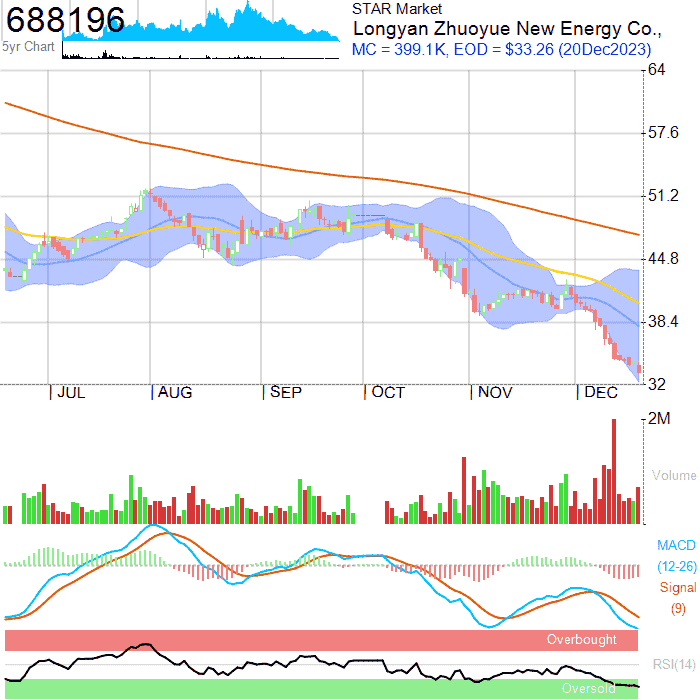 688196
STAR Market
Longyan Zhuoyue New Energy Co.,
5yr Chart
MC = 399.1K, EOD = $33.26 (20Dec2023)
64
57.6
51.2
44.8
38.4
32
JUL AUG SEP OCT NOV DEC
2M
Volume
MACD
(12-26)
Signal
(9)
Overbought
RSI(14)
Oversold